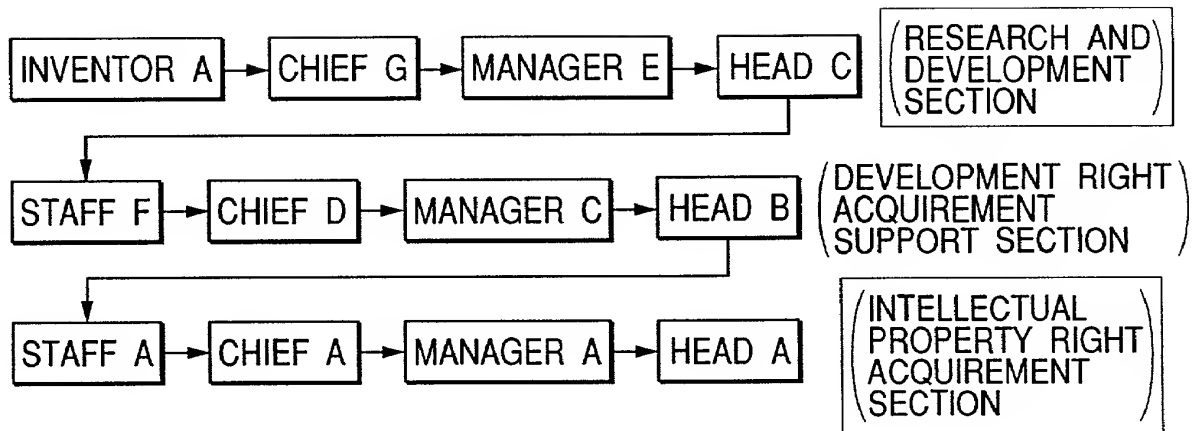 INVENTOR A CHIEF G MANAGER E HEAD C
(RESEARCH AND
DEVELOPMENT
SECTION)
STAFF F CHIEF D MANAGER C HEAD B
(DEVELOPMENT RIGHT
ACQUIREMENT
SUPPORT SECTION)
STAFF A CHIEF A MANAGER A HEAD A
(INTELLECTUAL
PROPERTY RIGHT
ACQUIREMENT
SECTION)